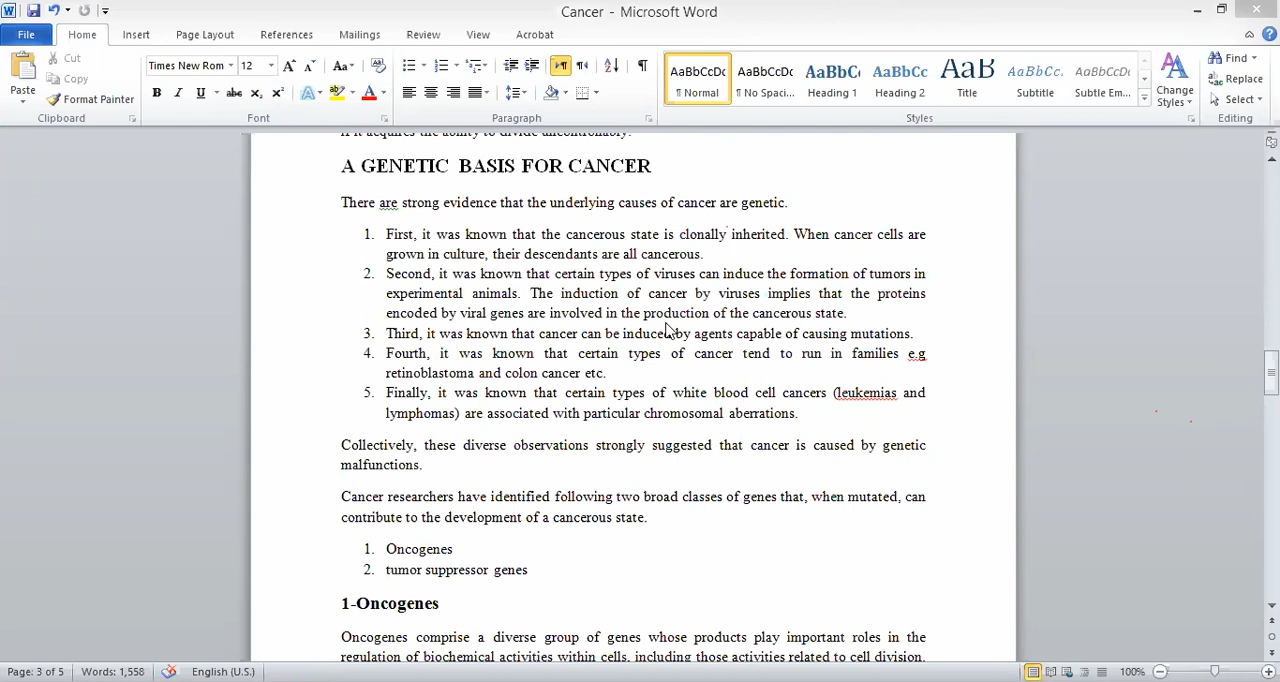 Cancer - Microsoft Word
File Home Insert Page Layout References Mailings Review View Acrobat
Cut
Copy
Format Painter
Paste
Times New Rom 12
Aa
B I U abc X₂ X² A A
AaBbCcDc AaBbCcDc AaBbC AaBbCc AaB AaBbCc. AaBbCcDc
¶ Normal ¶ No Spaci... Heading 1 Heading 2 Title Subtitle Subtle Em...
Change
Styles
Find
Replace
Select
Clipboard Font Paragraph Styles Editing
if it acquires the ability to divide uncontrollably.
A GENETIC BASIS FOR CANCER
There are strong evidence that the underlying causes of cancer are genetic.
1. First, it was known that the cancerous state is clonally inherited. When cancer cells are
grown in culture, their descendants are all cancerous.
2. Second, it was known that certain types of viruses can induce the formation of tumors in
experimental animals. The induction of cancer by viruses implies that the proteins
encoded by viral genes are involved in the production of the cancerous state.
3. Third, it was known that cancer can be induced by agents capable of causing mutations.
4. Fourth, it was known that certain types of cancer tend to run in families e.g
retinoblastoma and colon cancer etc.
5. Finally, it was known that certain types of white blood cell cancers (leukemias and
lymphomas) are associated with particular chromosomal aberrations.
Collectively, these diverse observations strongly suggested that cancer is caused by genetic
malfunctions.
Cancer researchers have identified following two broad classes of genes that, when mutated, can
contribute to the development of a cancerous state.
1. Oncogenes
2. tumor suppressor genes
1-Oncogenes
Oncogenes comprise a diverse group of genes whose products play important roles in the
regulation of biochemical activities within cells, including those activities related to cell division.
Page: 3 of 5 Words: 1,558 English (U.S.) 100%